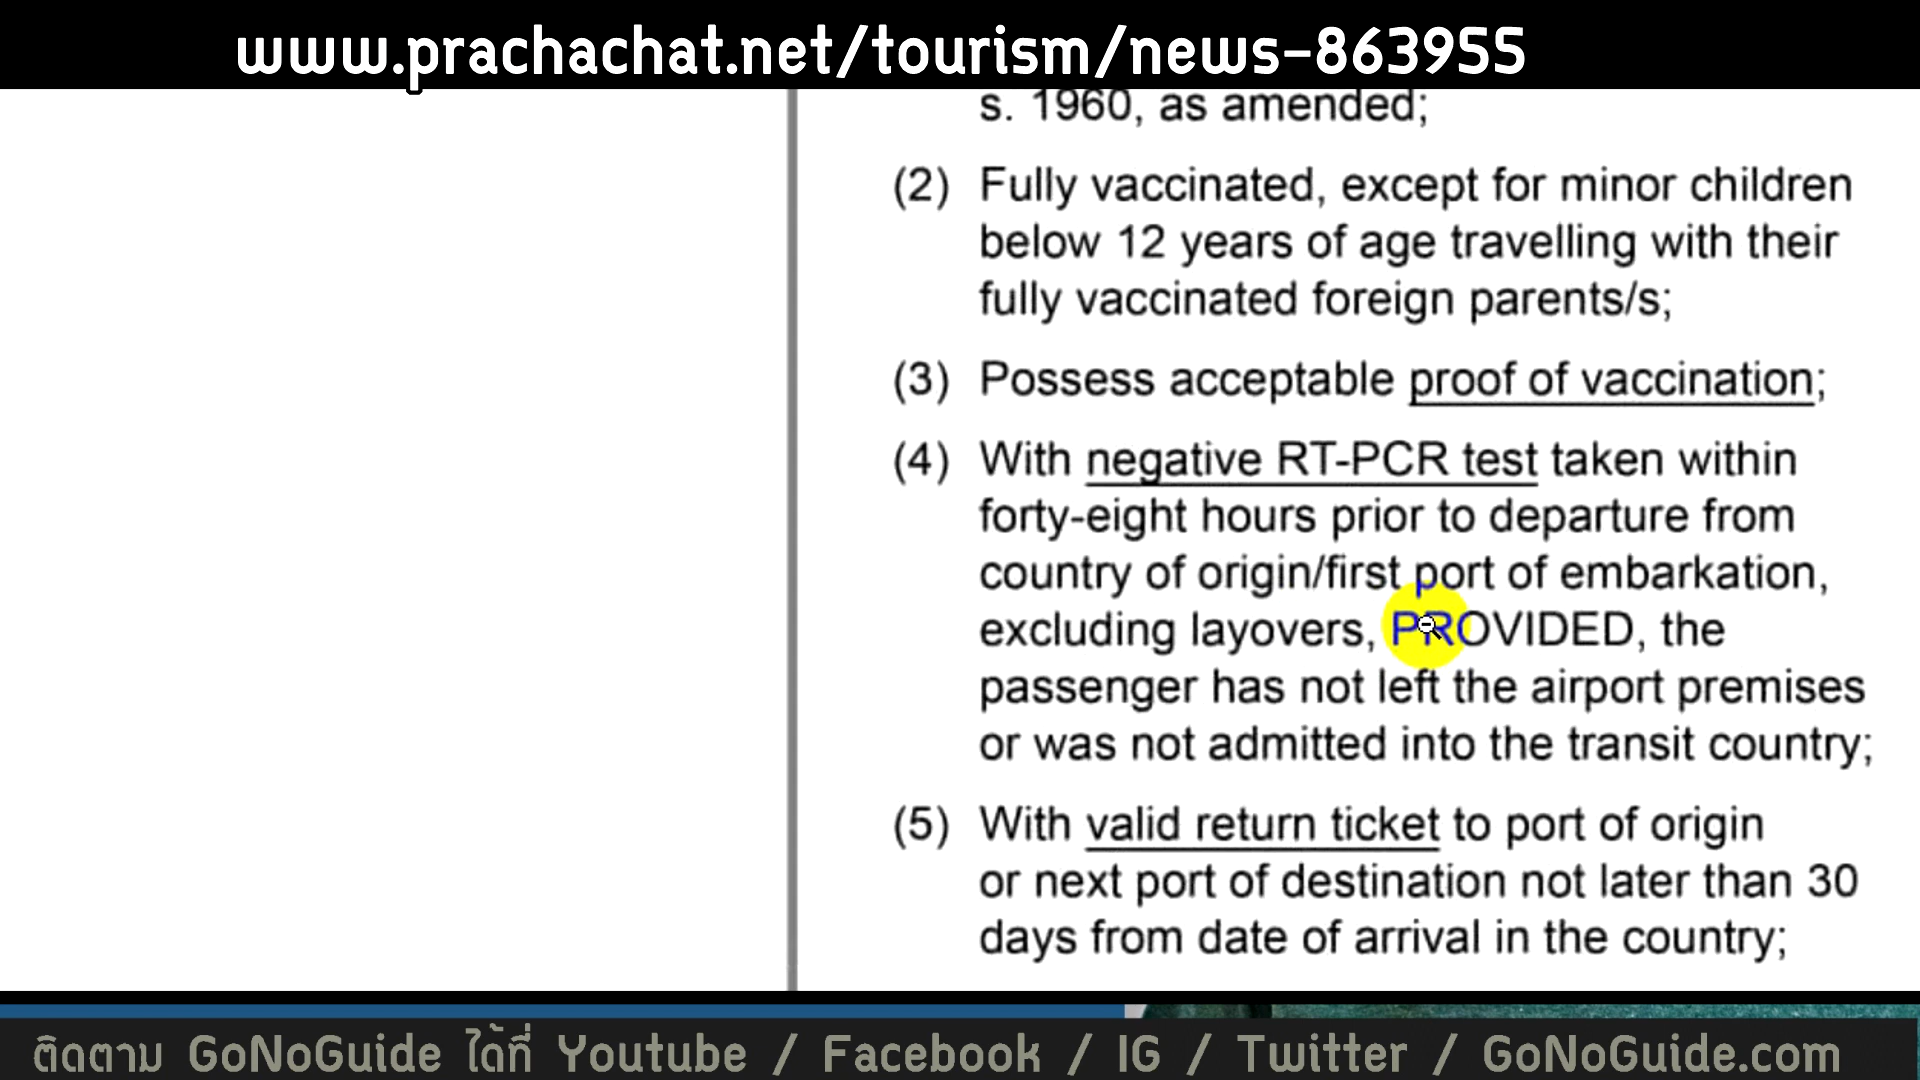 www.prachachat.net/tourism/news-863955
s. 1960, as amended;
(2) Fully vaccinated, except for minor children
below 12 years of age travelling with their
fully vaccinated foreign parents/s;
(3) Possess acceptable proof of vaccination;
(4) With negative RT-PCR test taken within
forty-eight hours prior to departure from
country of origin/first port of embarkation,
excluding layovers, PROVIDED, the
passenger has not left the airport premises
or was not admitted into the transit country;
(5) With valid return ticket to port of origin
or next port of destination not later than 30
days from date of arrival in the country;
ติดตาม GoNoGuide ได้ที่ Youtube / Facebook / IG / Twitter / GoNoGuide.com